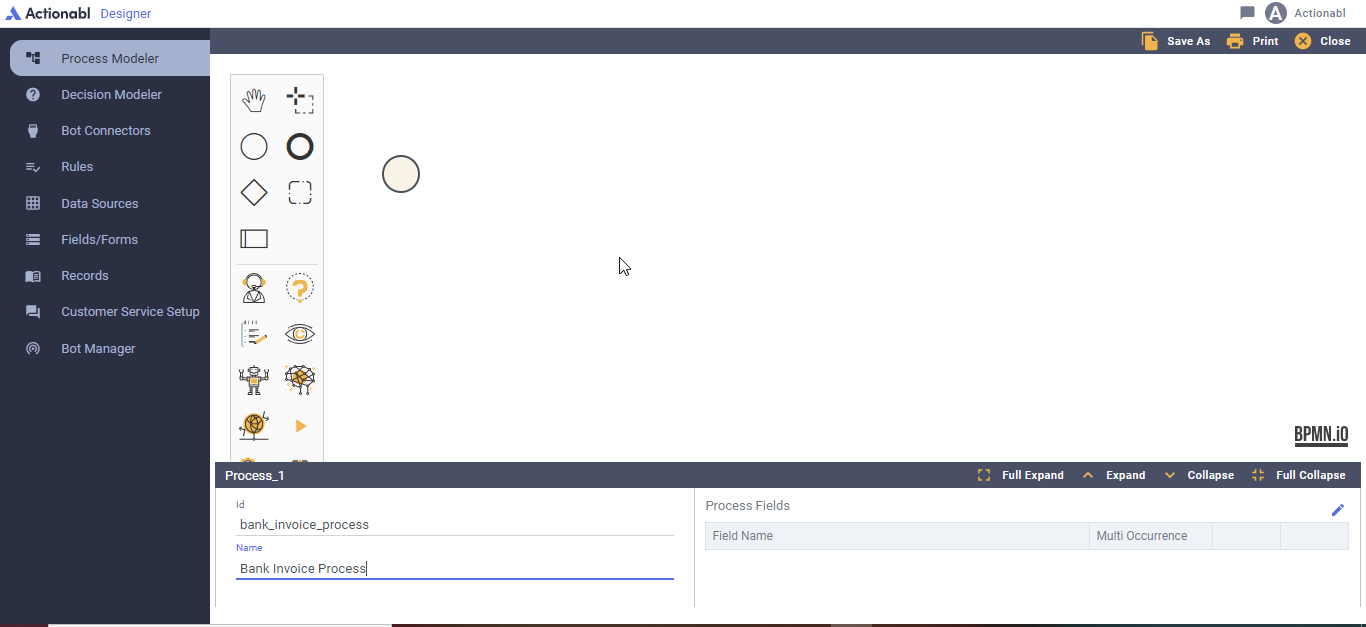 Actionabl Designer
A Actionabl
Save As Print Close
Process Modeler
Decision Modeler
Bot Connectors
Rules
Data Sources
Fields/Forms
Records
Customer Service Setup
Bot Manager
BPMN.iO
Process_1
Full Expand Expand Collapse Full Collapse
Id
bank_invoice_process
Name
Bank Invoice Process
Process Fields
Field Name Multi Occurrence